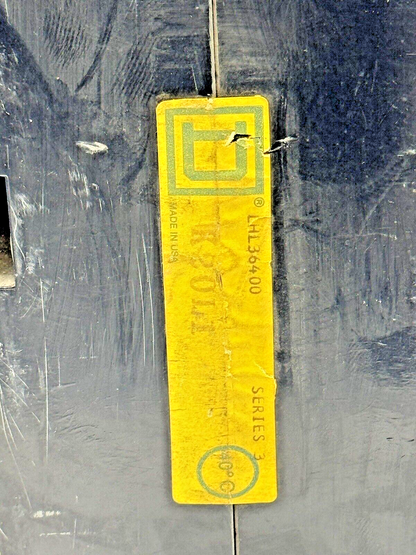 ®
LHL36400
MADE IN USA
SERIES 3
40°C